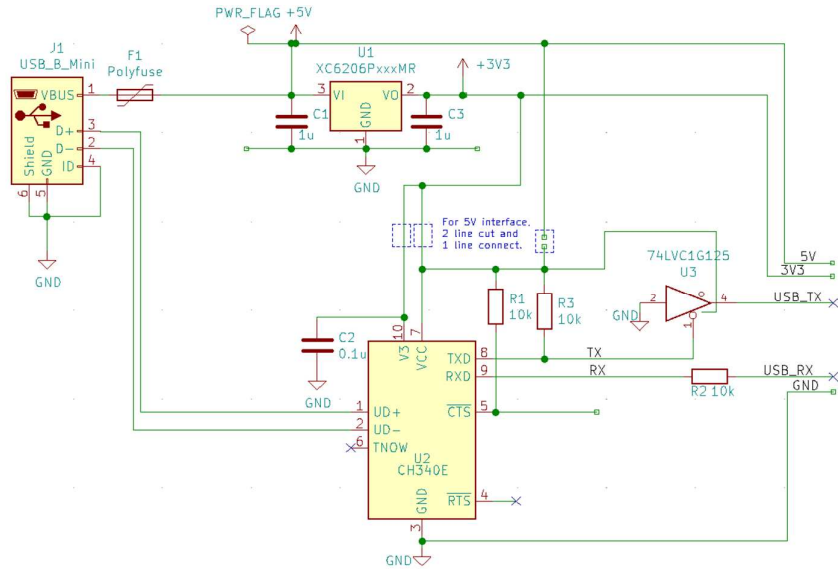 PWR_FLAG +5V
J1
USB_B_Mini
F1
Polyfuse
U1
XC6206PxxxMR
+3V3
VBUS 1
3 VI VO 2
GND
1
C1
1u
C3
1u
D+ 3
D- 2
ID 4
Shield
GND
6
5
GND
GND
For 5V interface,
2 line cut and
1 line connect.
74LVC1G125
U3
5V
3V3
2
4
USB_TX
GND
1
R1
10k
R3
10k
C2
0.1u
GND
10
7
V3
VCC
TXD 8 TX
RXD 9 RX
USB_RX
R2 10k
GND
1 UD+
2 UD-
6 TNOW
CTS 5
U2
CH340E
GND
3
RTS 4
GND